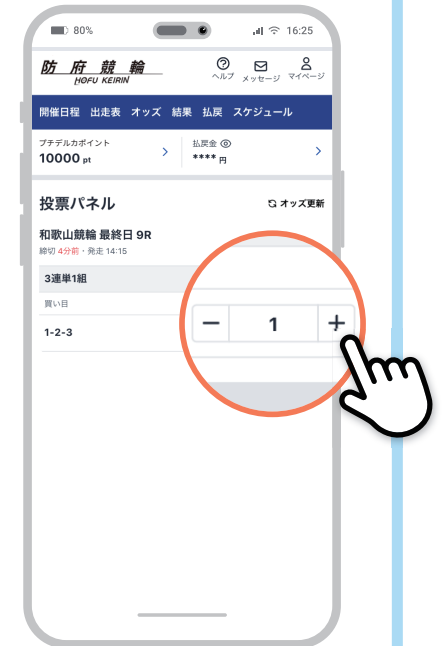 80% 16:25
防府競輪
HOFU KEIRIN
ヘルプ メッセージ マイページ
開催日程 出走表 オッズ 結果 払戻 スケジュール
プチデルカポイント 払戻金
10000 pt **** 円
投票パネル オッズ更新
和歌山競輪 最終日 9R
締切 4分前・発走 14:15
3連単1組
買い目
1-2-3
− 1 +